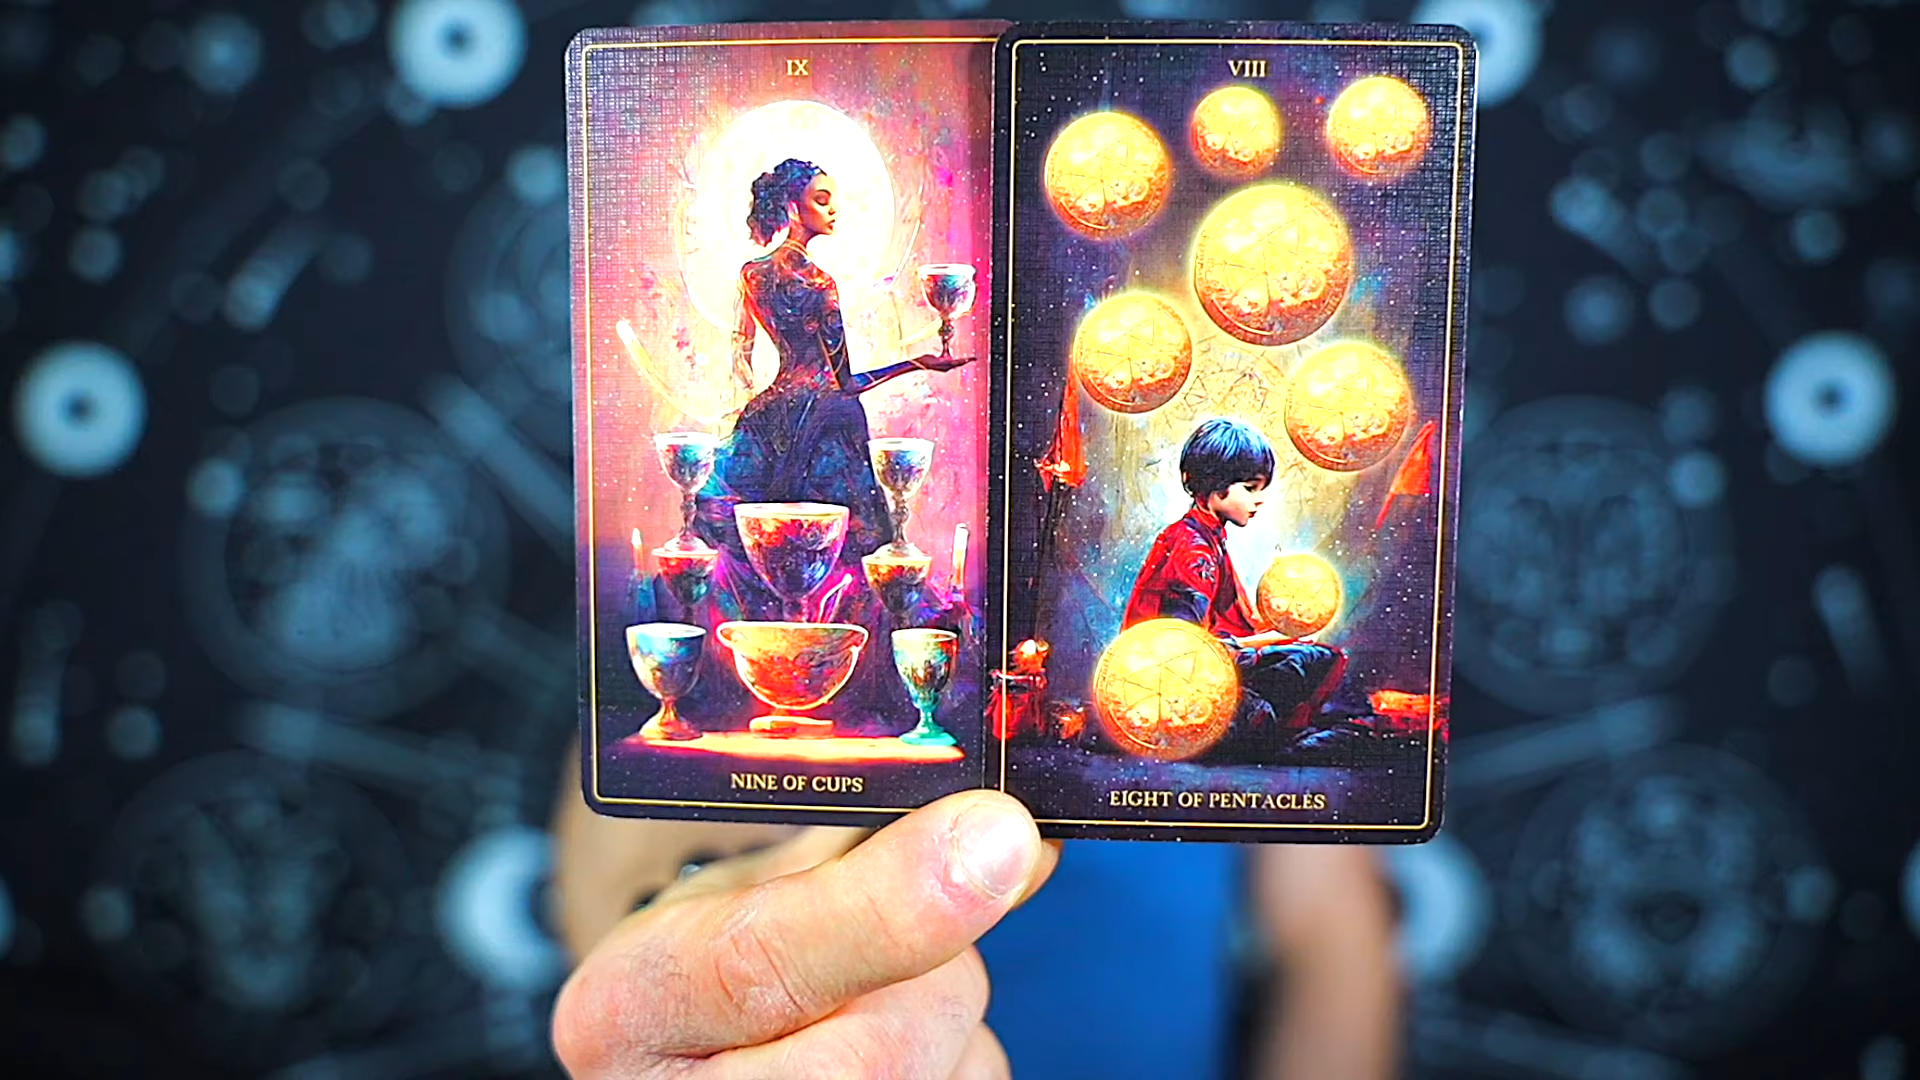 IX
NINE OF CUPS
VIII
EIGHT OF PENTACLES